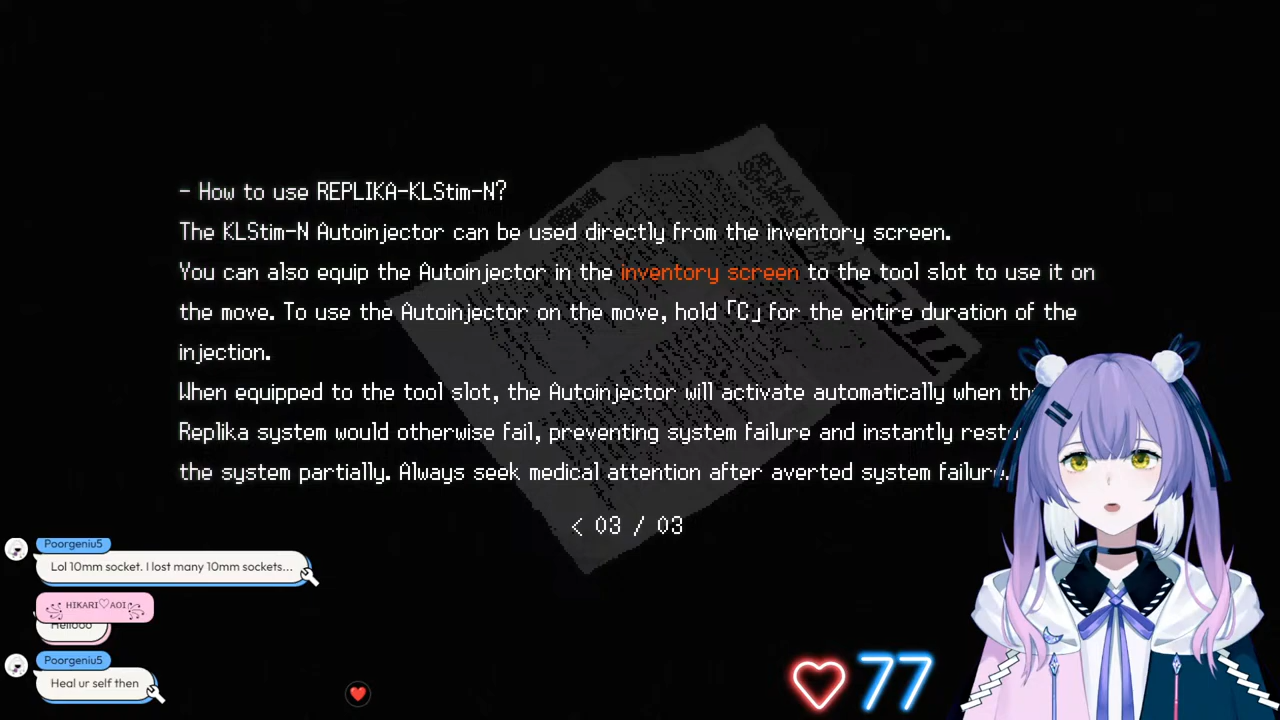 - How to use REPLIKA-KLStim-N?
The KLStim-N Autoinjector can be used directly from the inventory screen.
You can also equip the Autoinjector in the inventory screen to the tool slot to use it on
the move. To use the Autoinjector on the move, hold「C」for the entire duration of the
injection.
When equipped to the tool slot, the Autoinjector will activate automatically when
Replika system would otherwise fail, preventing system failure and instantly
the system partially. Always seek medical attention after averted system failure.
< 03 / 03
Poorgeniu5
Lol 10mm socket. I lost many 10mm sockets...
HIKARI♡AOI
Hellooo
Poorgeniu5
Heal ur self then
77